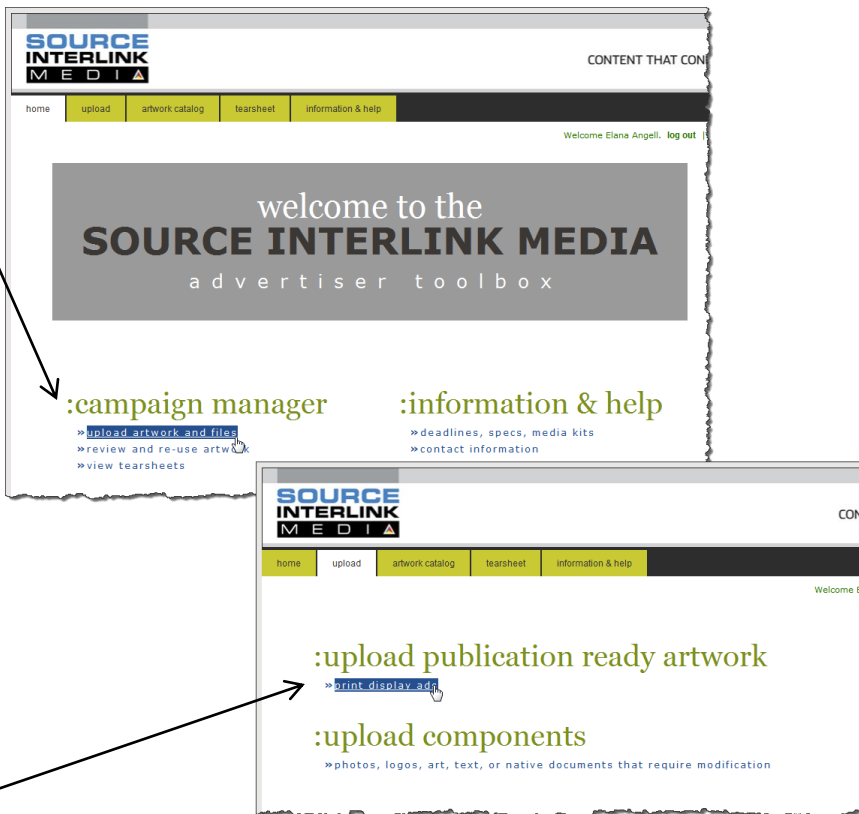 SOURCE
INTERLINK
MEDIA
CONTENT THAT CON
home upload artwork catalog tearsheet information & help
Welcome Elana Angell. log out |
welcome to the
SOURCE INTERLINK MEDIA
advertiser toolbox
:campaign manager
»upload artwork and files
»review and re-use artwork
»view tearsheets
:information & help
»deadlines, specs, media kits
»contact information
SOURCE
INTERLINK
MEDIA
CON
home upload artwork catalog tearsheet information & help
Welcome E
:upload publication ready artwork
»print display ads
:upload components
»photos, logos, art, text, or native documents that require modification